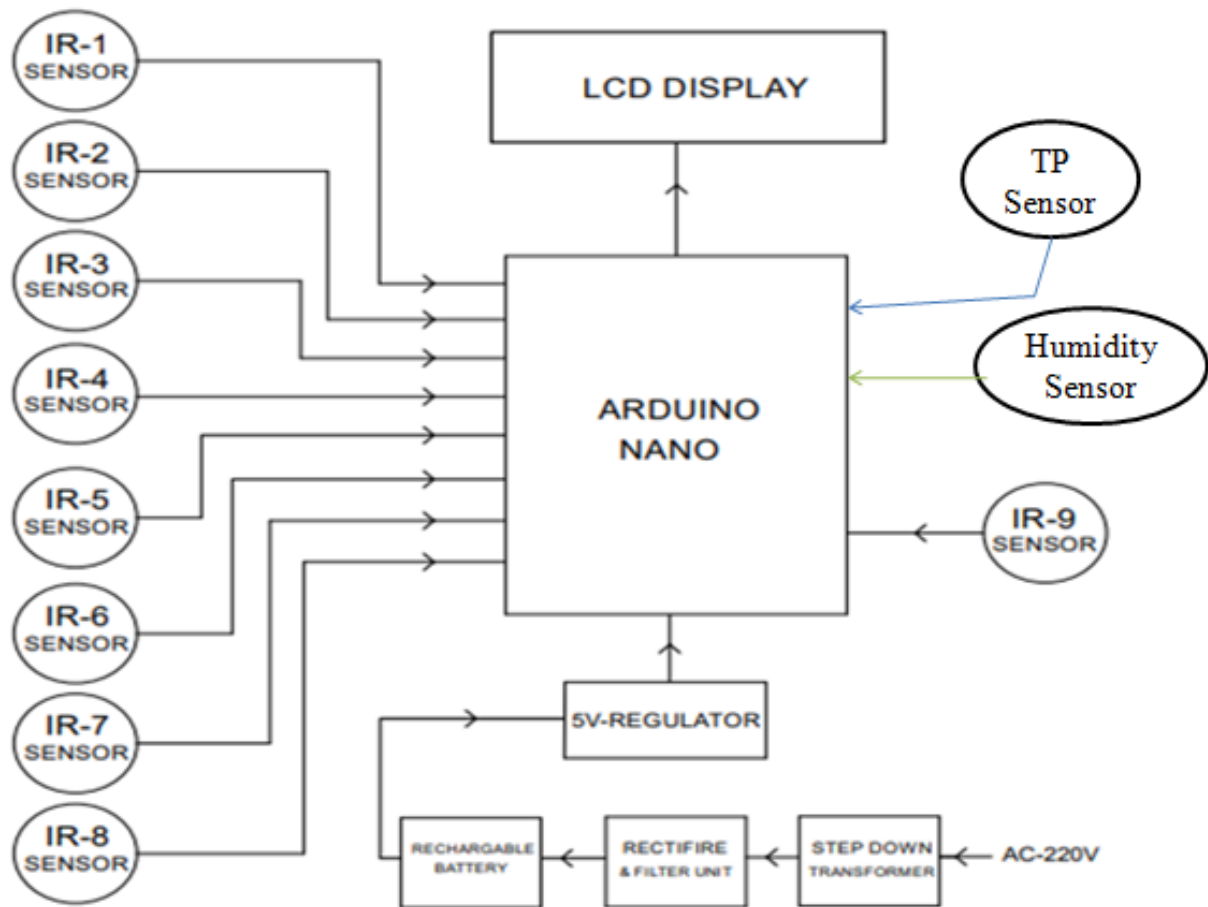 IR-1
SENSOR
IR-2
SENSOR
IR-3
SENSOR
IR-4
SENSOR
IR-5
SENSOR
IR-6
SENSOR
IR-7
SENSOR
IR-8
SENSOR
LCD DISPLAY
TP
Sensor
Humidity
Sensor
ARDUINO
NANO
IR-9
SENSOR
5V-REGULATOR
RECHARGABLE
BATTERY
RECTIFIRE
& FILTER UNIT
STEP DOWN
TRANSFORMER
AC-220V